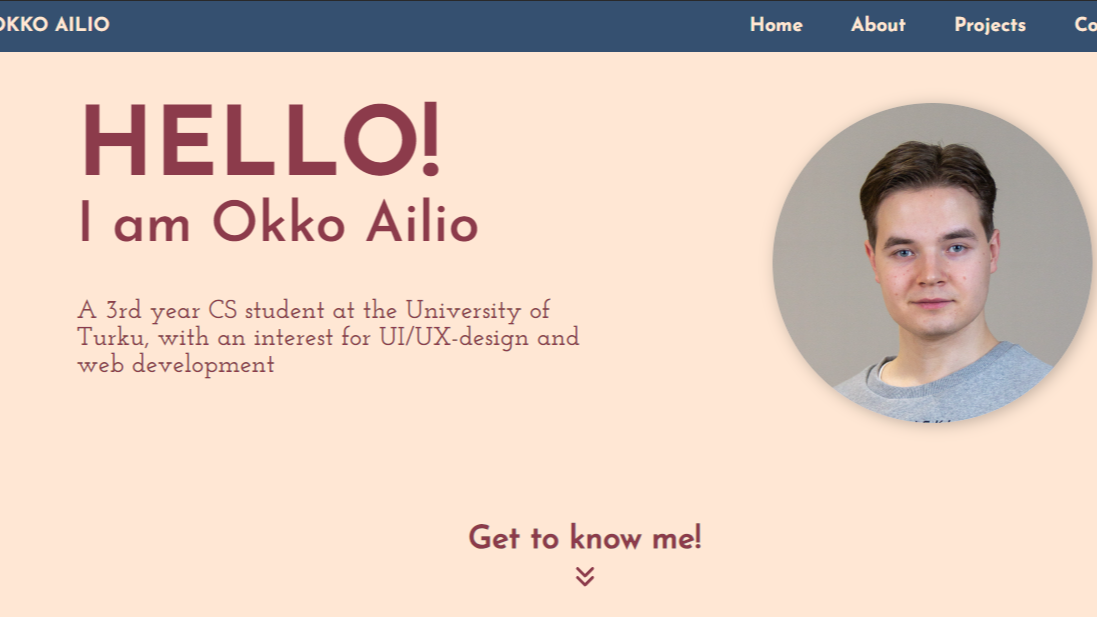 OKKO AILIO
Home About Projects Co
HELLO!
I am Okko Ailio
A 3rd year CS student at the University of
Turku, with an interest for UI/UX-design and
web development
Get to know me!